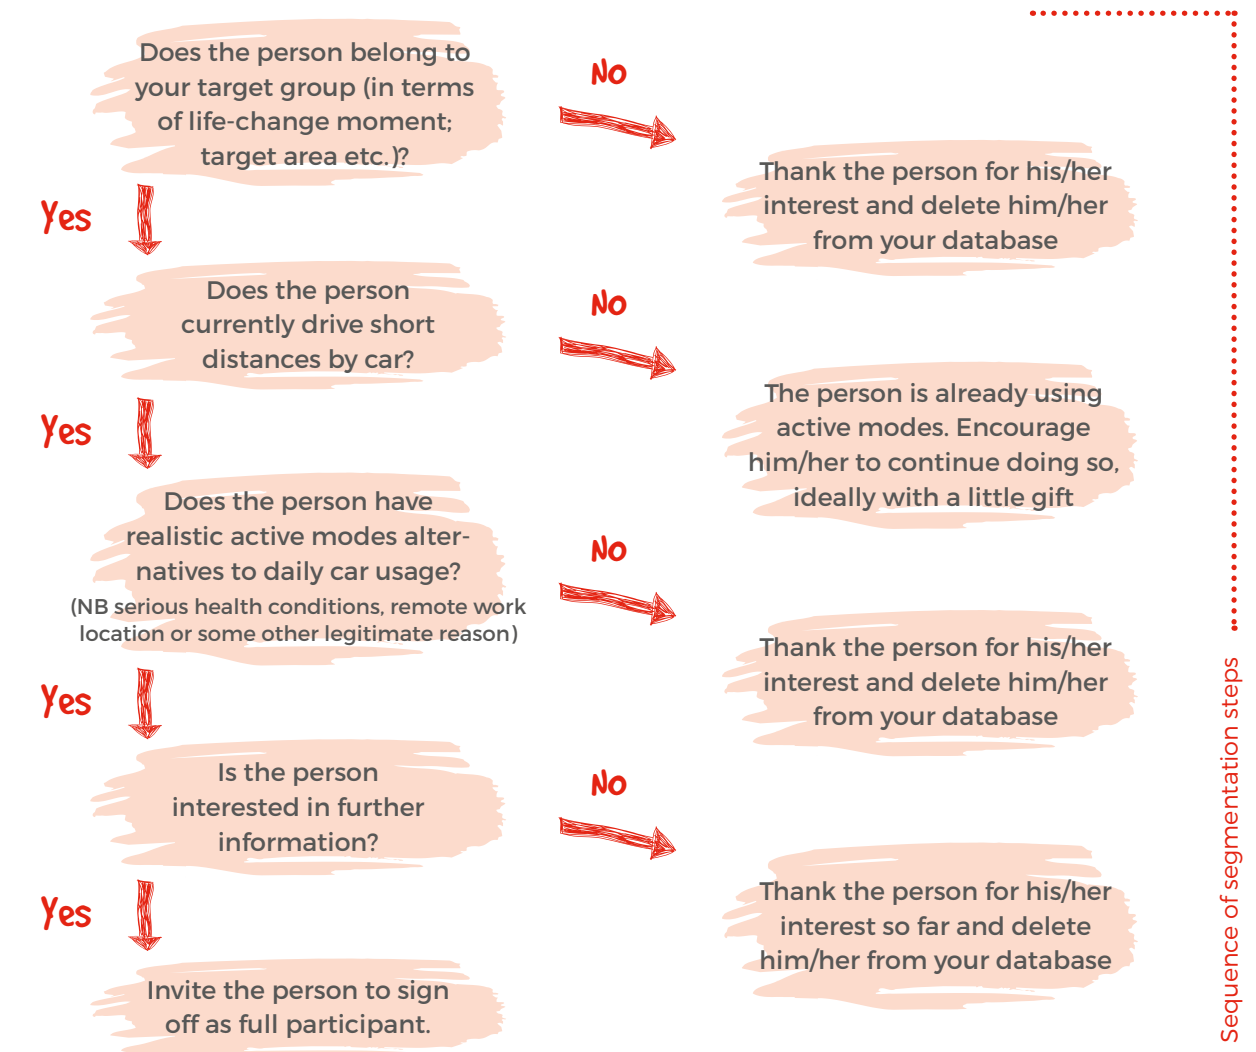 Does the person belong to
your target group (in terms
of life-change moment;
target area etc.)?
No
Thank the person for his/her
interest and delete him/her
from your database
Yes
Does the person
currently drive short
distances by car?
No
The person is already using
active modes. Encourage
him/her to continue doing so,
ideally with a little gift
Yes
Does the person have
realistic active modes alter-
natives to daily car usage?
(NB serious health conditions, remote work
location or some other legitimate reason)
No
Thank the person for his/her
interest and delete him/her
from your database
Yes
Is the person
interested in further
information?
No
Thank the person for his/her
interest so far and delete
him/her from your database
Yes
Invite the person to sign
off as full participant.
Sequence of segmentation steps